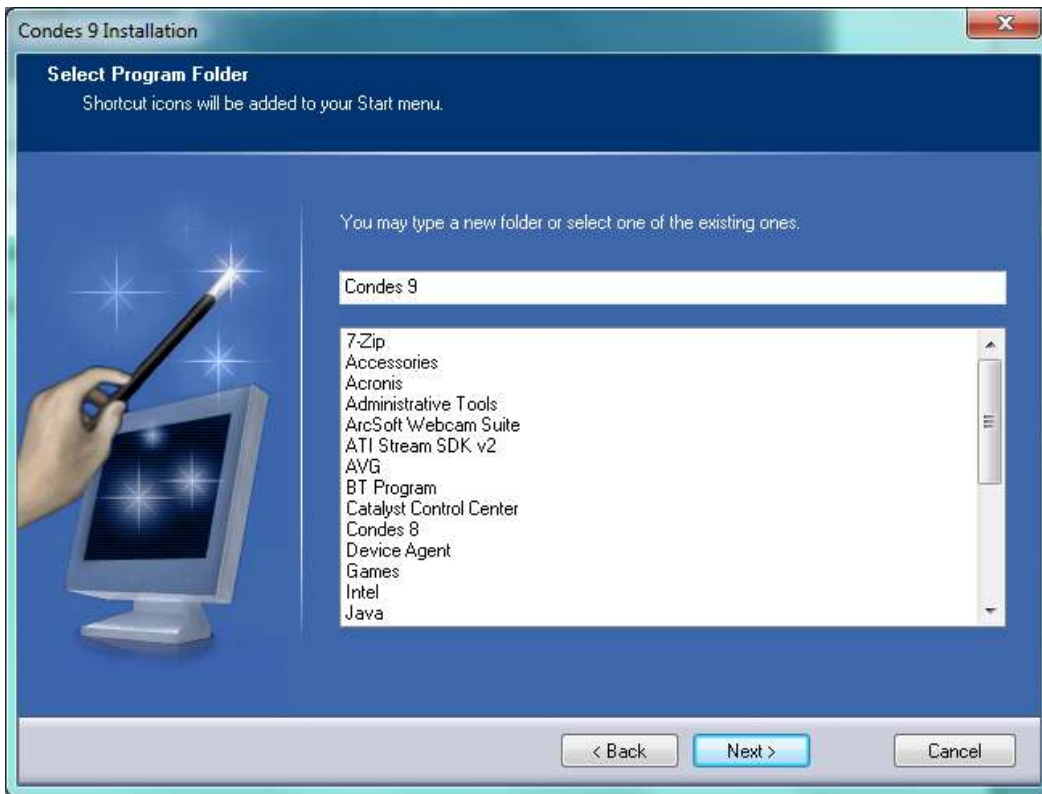 Condes 9 Installation
Select Program Folder
Shortcut icons will be added to your Start menu.
You may type a new folder or select one of the existing ones.
Condes 9
7-Zip
Accessories
Acronis
Administrative Tools
ArcSoft Webcam Suite
ATI Stream SDK v2
AVG
BT Program
Catalyst Control Center
Condes 8
Device Agent
Games
Intel
Java
< Back Next > Cancel